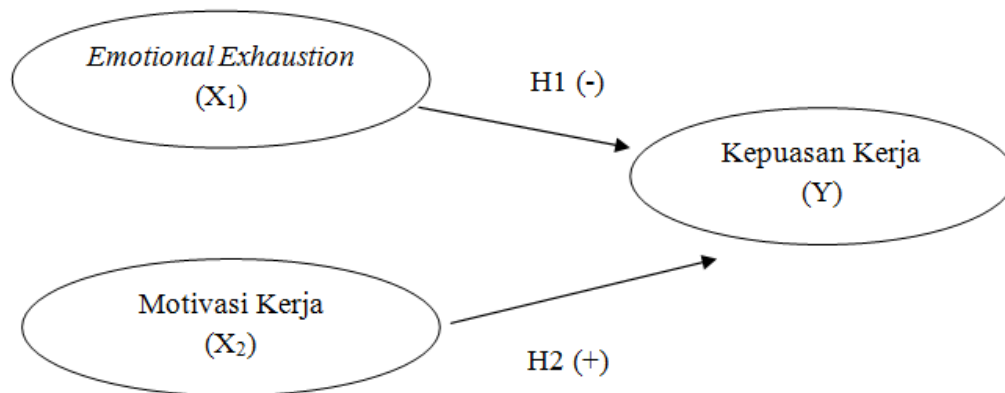 Emotional Exhaustion
(X₁)
H1 (-)
Kepuasan Kerja
(Y)
Motivasi Kerja
(X₂)
H2 (+)